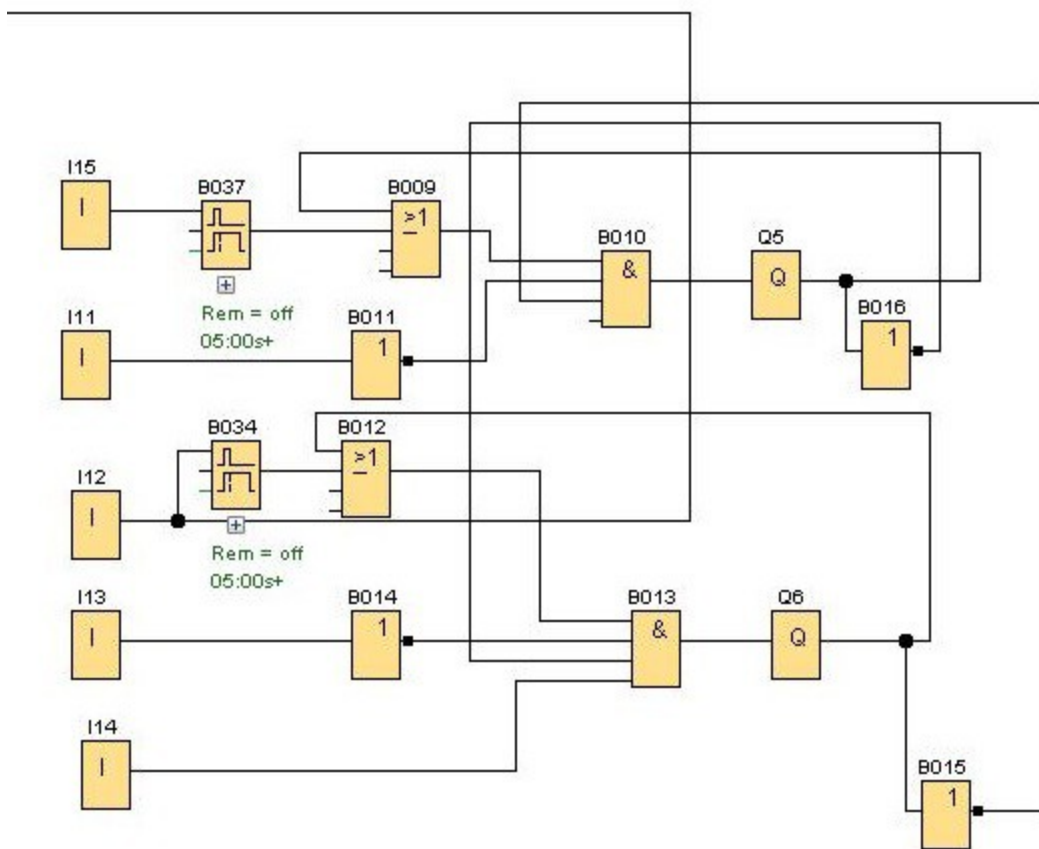 I15
I
B037
Rem = off
05:00s+
B009
≥1
B010
&
Q5
Q
B016
1
I11
I
B011
1
B034
Rem = off
05:00s+
B012
≥1
I12
I
I13
I
B014
1
B013
&
Q6
Q
I14
I
B015
1